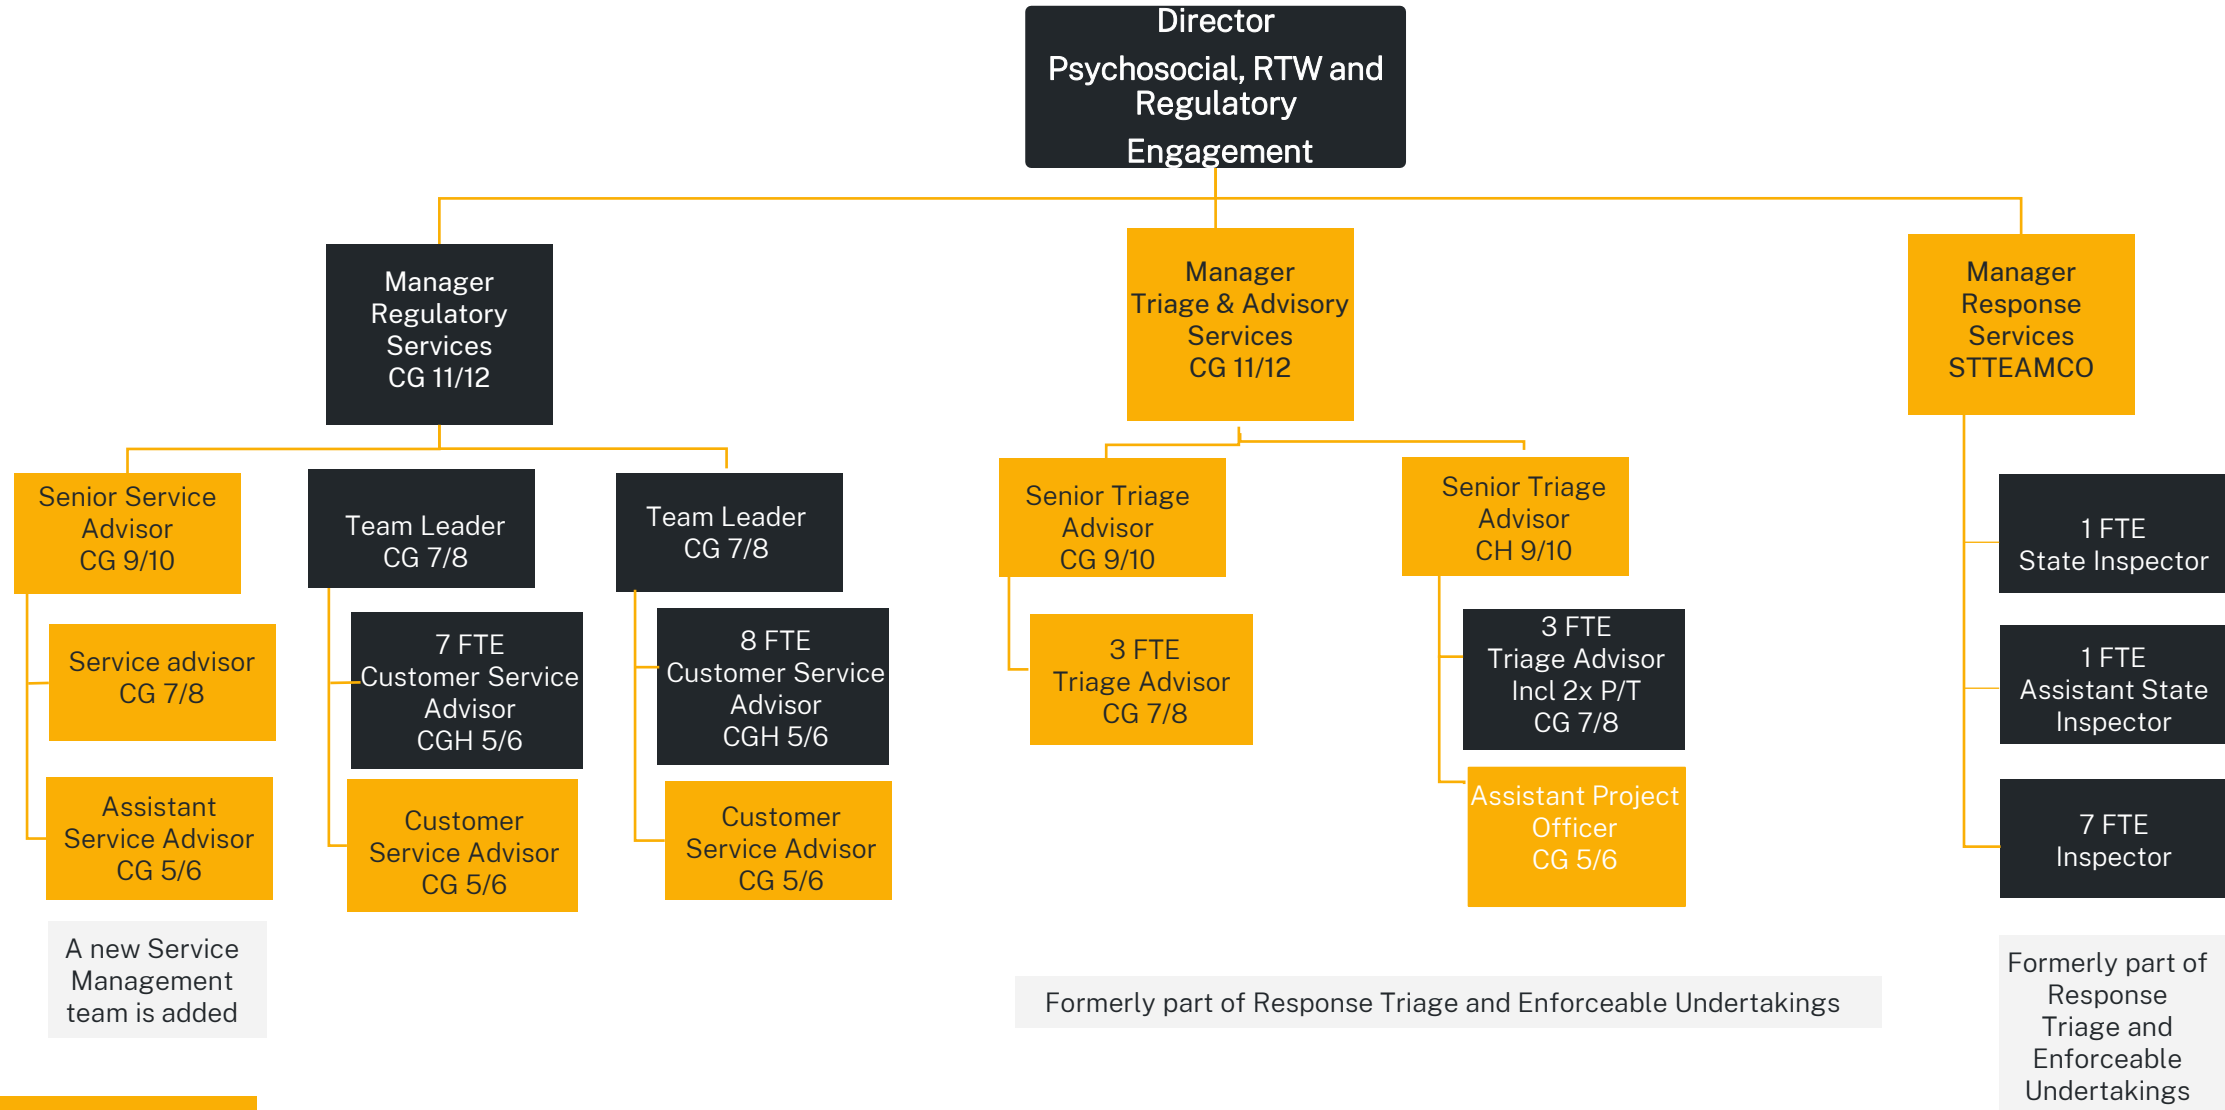 Director
Psychosocial, RTW and
Regulatory
Engagement
Manager
Regulatory
Services
CG 11/12
Manager
Triage & Advisory
Services
CG 11/12
Manager
Response
Services
STTEAMCO
Senior Service
Advisor
CG 9/10
Team Leader
CG 7/8
Team Leader
CG 7/8
Senior Triage
Advisor
CG 9/10
Senior Triage
Advisor
CH 9/10
1 FTE
State Inspector
Service advisor
CG 7/8
7 FTE
Customer Service
Advisor
CGH 5/6
8 FTE
Customer Service
Advisor
CGH 5/6
3 FTE
Triage Advisor
CG 7/8
3 FTE
Triage Advisor
Incl 2x P/T
CG 7/8
1 FTE
Assistant State
Inspector
Assistant
Service Advisor
CG 5/6
Customer
Service Advisor
CG 5/6
Customer
Service Advisor
CG 5/6
Assistant Project
Officer
CG 5/6
7 FTE
Inspector
A new Service
Management
team is added
Formerly part of Response Triage and Enforceable Undertakings
Formerly part of
Response
Triage and
Enforceable
Undertakings